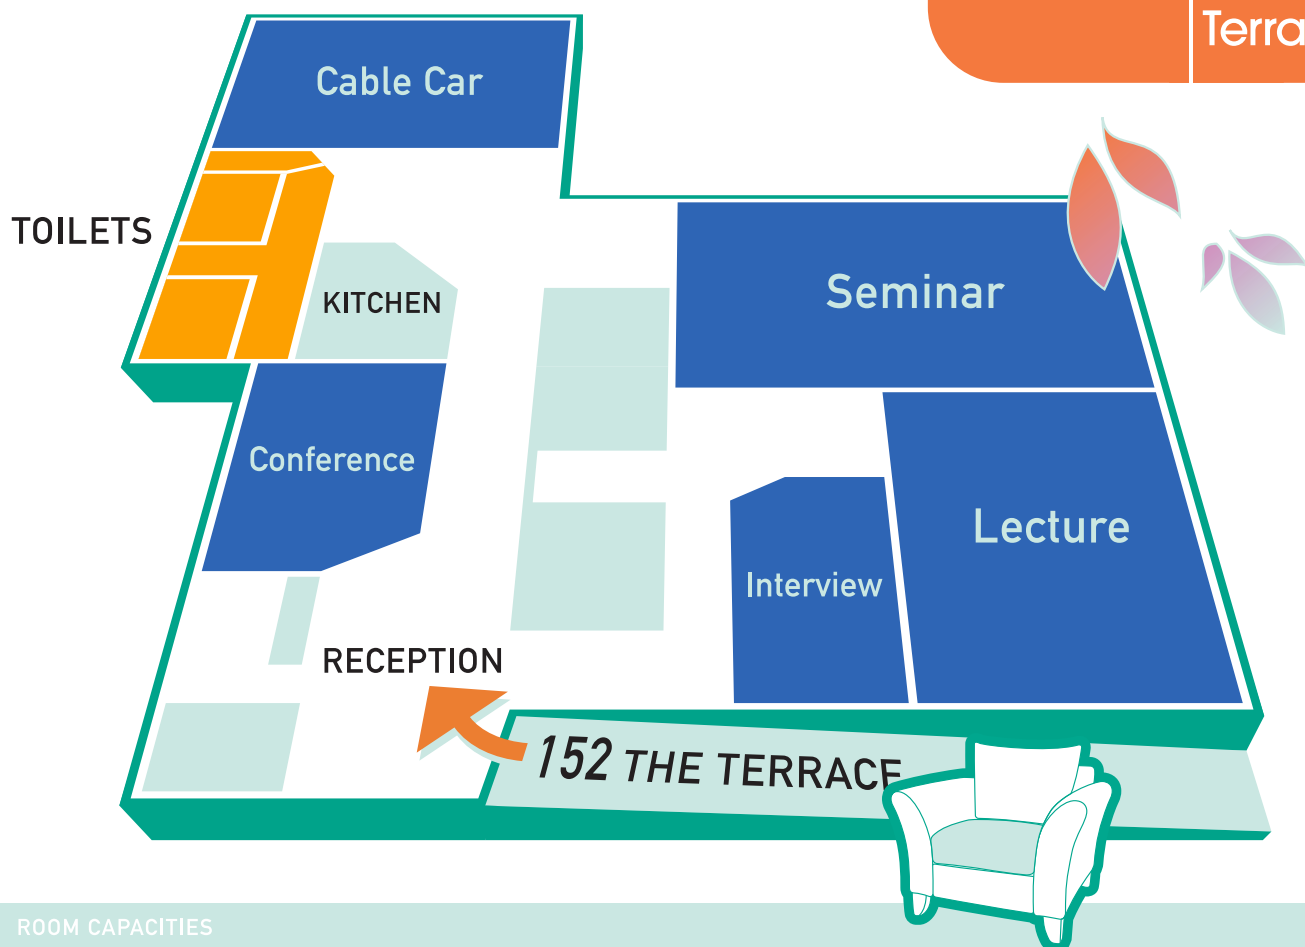 Terra
Cable Car
TOILETS
KITCHEN
Seminar
Conference
Lecture
Interview
RECEPTION
152 THE TERRACE
ROOM CAPACITIES